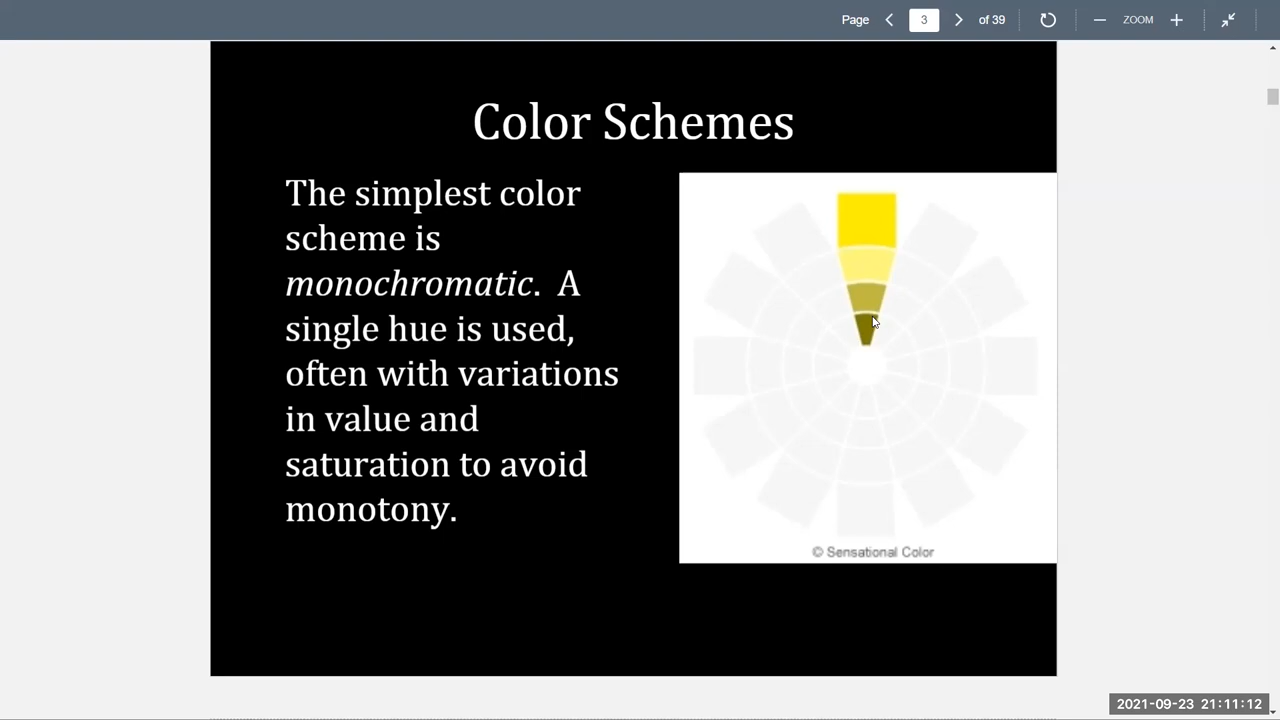 Page 3 of 39 ZOOM
Color Schemes
The simplest color
scheme is
monochromatic.  A
single hue is used,
often with variations
in value and
saturation to avoid
monotony.
© Sensational Color
2021-09-23 21:11:12